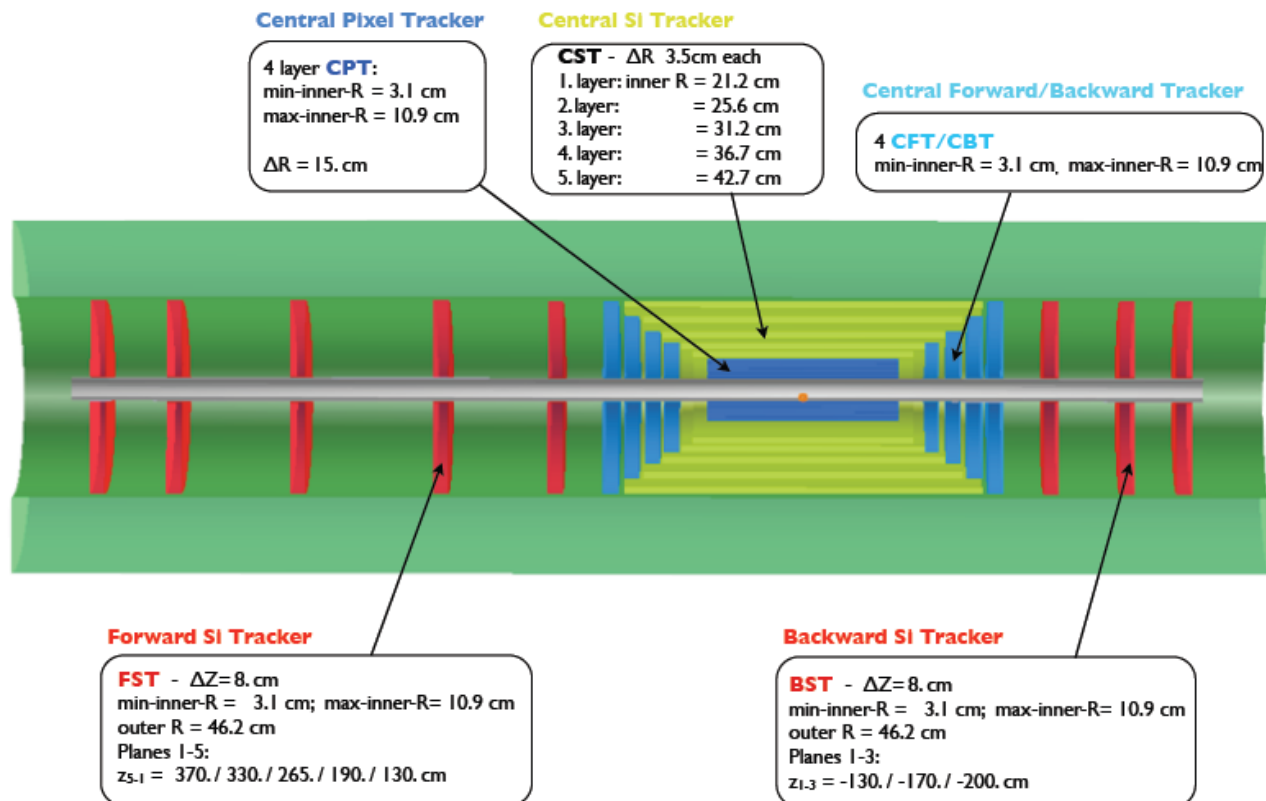 Central Pixel Tracker
4 layer CPT:
min-inner-R = 3.1 cm
max-inner-R = 10.9 cm
ΔR = 15. cm
Central Si Tracker
CST - ΔR 3.5cm each
1. layer: inner R = 21.2 cm
2. layer: = 25.6 cm
3. layer: = 31.2 cm
4. layer: = 36.7 cm
5. layer: = 42.7 cm
Central Forward/Backward Tracker
4 CFT/CBT
min-inner-R = 3.1 cm, max-inner-R = 10.9 cm
Forward Si Tracker
FST - ΔZ= 8. cm
min-inner-R = 3.1 cm; max-inner-R= 10.9 cm
outer R = 46.2 cm
Planes 1-5:
z5-1 = 370. / 330. / 265. / 190. / 130. cm
Backward Si Tracker
BST - ΔZ= 8. cm
min-inner-R = 3.1 cm; max-inner-R= 10.9 cm
outer R = 46.2 cm
Planes 1-3:
z1-3 = -130. / -170. / -200. cm